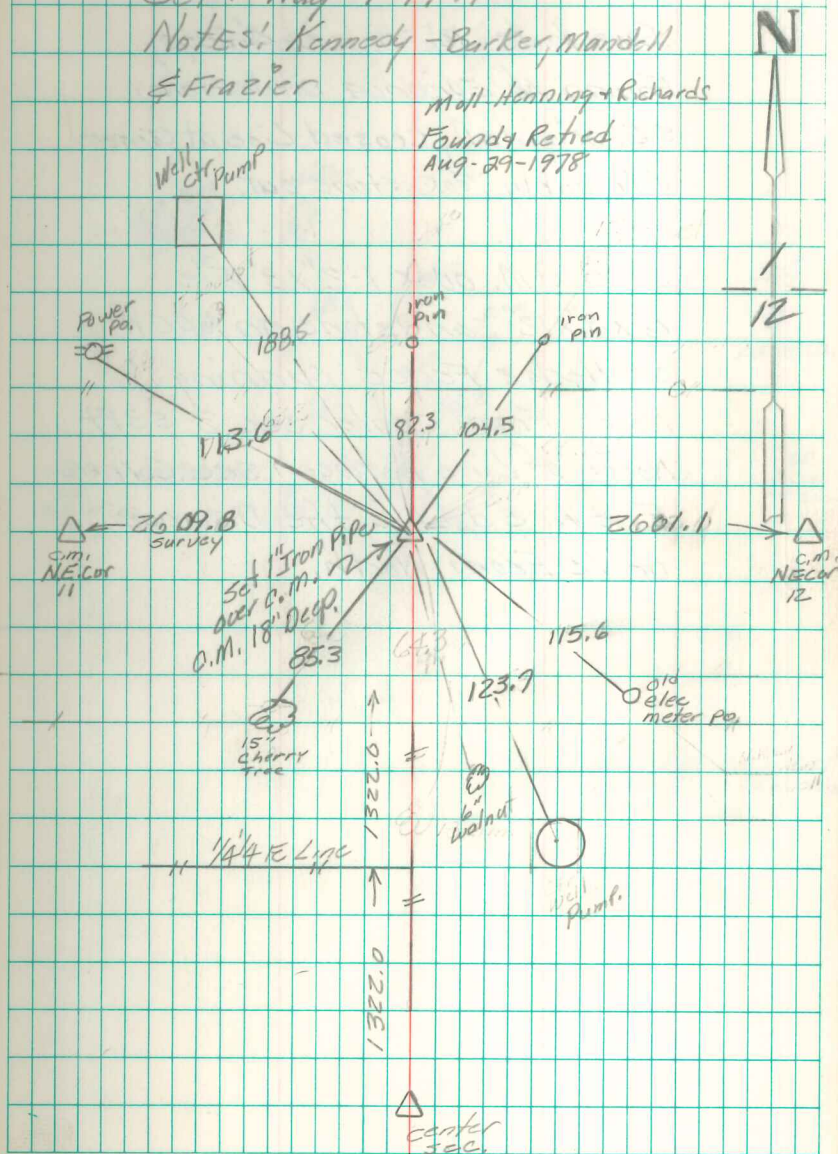 Notes: Kennedy - Barker, Mandell
& Frazier
N
Moll Henning & Richards
Found & Retied
Aug-29-1978
Well
ctr pump
1
12
Power
po.
iron
pin
iron
pin
188.5
113.6
82.3
104.5
2609.8
survey
2601.1
C.m.
N.E. Cor
11
C.m.
NE Cor
12
Set 1" Iron Pipe
over C.m.
C.M. 18" Deep.
85.3
64.3
123.7
115.6
old
elec
meter po.
15"
Cherry
Tree
6"
Walnut
1322.0
1/4 1/4 E Line
Well
Pump.
1322.0
center
sec.